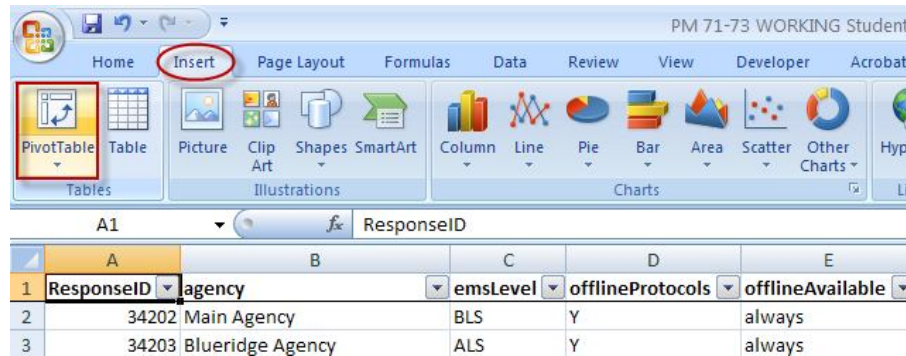 PM 71-73 WORKING Student
Home Insert Page Layout Formulas Data Review View Developer Acrobat
PivotTable Table Picture Clip Art Shapes SmartArt Column Line Pie Bar Area Scatter Other Charts
Tables Illustrations Charts
A1 fx ResponseID
A B C D E
1 ResponseID agency emsLevel offlineProtocols offlineAvailable
2 34202 Main Agency BLS Y always
3 34203 Blueridge Agency ALS Y always